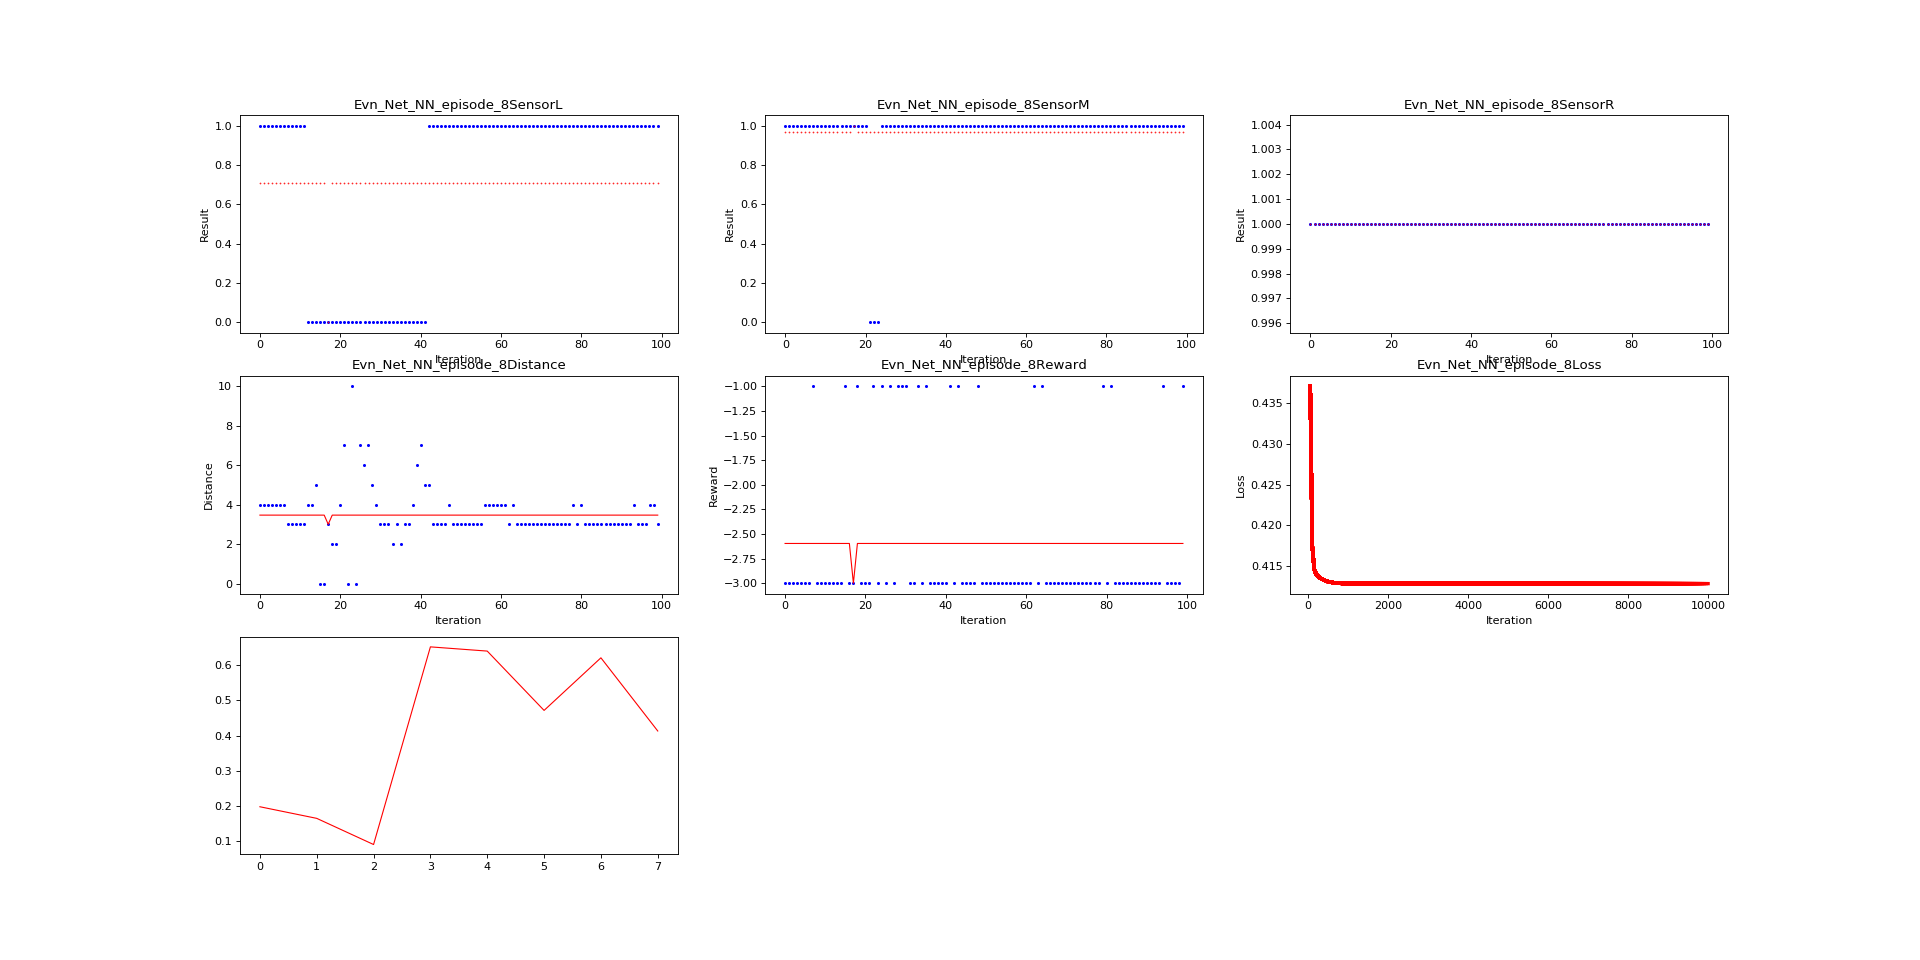 Evn_Net_NN_episode_8SensorL
1.0
0.8
0.6
0.4
0.2
0.0
Result
0 20 40 60 80 100
Iteration
Evn_Net_NN_episode_8SensorM
1.0
0.8
0.6
0.4
0.2
0.0
Result
0 20 40 60 80 100
Iteration
Evn_Net_NN_episode_8SensorR
1.004
1.003
1.002
1.001
1.000
0.999
0.998
0.997
0.996
Result
0 20 40 60 80 100
Iteration
Evn_Net_NN_episode_8Distance
10
8
6
4
2
0
Distance
0 20 40 60 80 100
Iteration
Evn_Net_NN_episode_8Reward
−1.00
−1.25
−1.50
−1.75
−2.00
−2.25
−2.50
−2.75
−3.00
Reward
0 20 40 60 80 100
Iteration
Evn_Net_NN_episode_8Loss
0.435
0.430
0.425
0.420
0.415
Loss
0 2000 4000 6000 8000 10000
Iteration
0.6
0.5
0.4
0.3
0.2
0.1
0 1 2 3 4 5 6 7